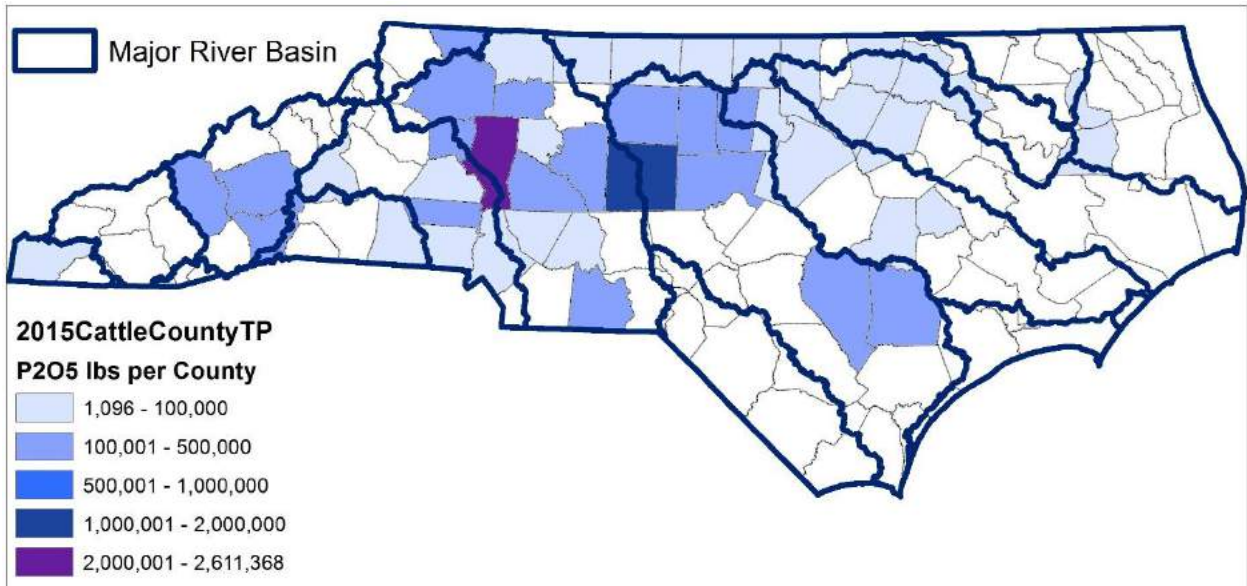 Major River Basin
2015CattleCountyTP
P2O5 lbs per County
1,096 - 100,000
100,001 - 500,000
500,001 - 1,000,000
1,000,001 - 2,000,000
2,000,001 - 2,611,368